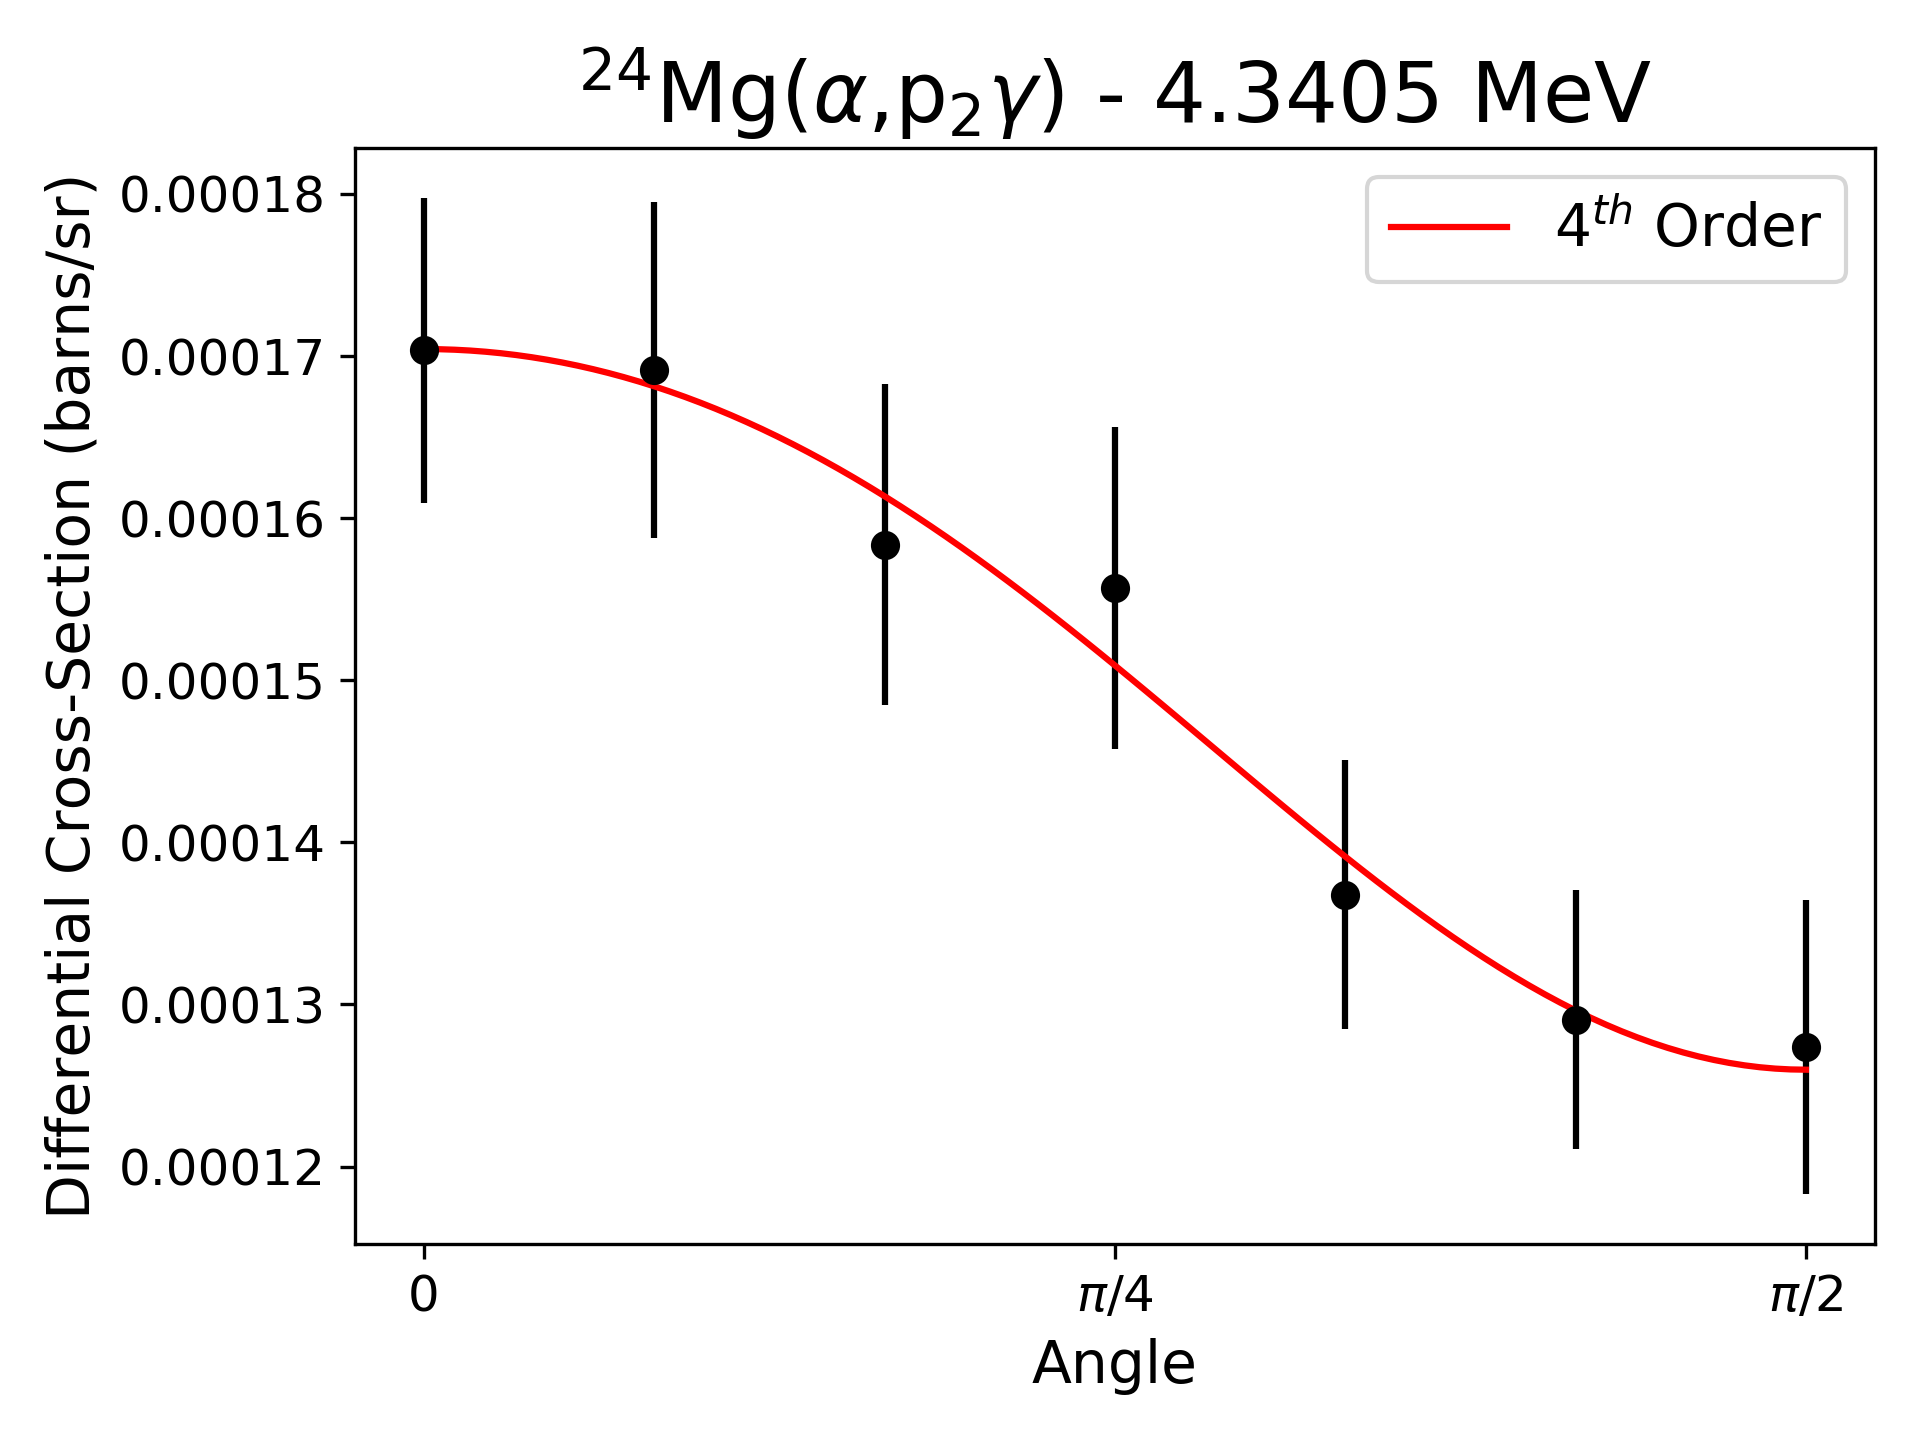 ²⁴Mg(α,p₂γ) - 4.3405 MeV
4ᵗʰ Order
Differential Cross-Section (barns/sr)
0.00018
0.00017
0.00016
0.00015
0.00014
0.00013
0.00012
0
π/4
π/2
Angle